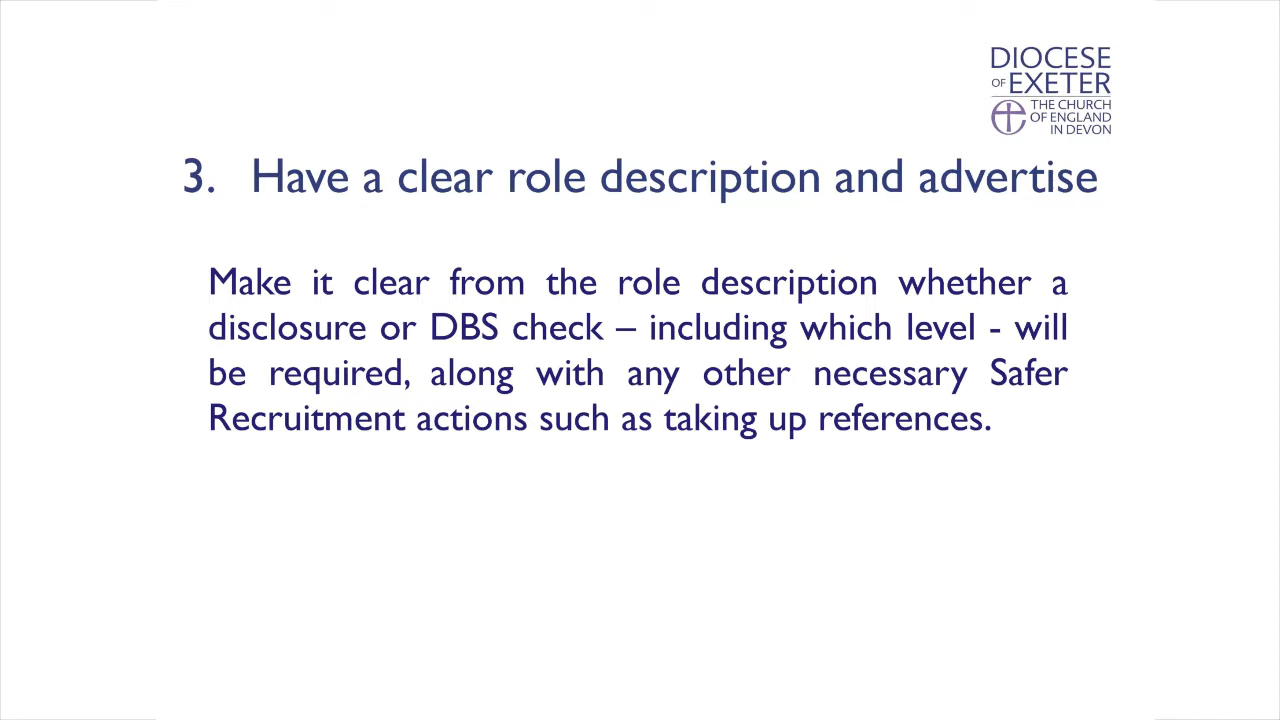 DIOCESE
OF EXETER
THE CHURCH
OF ENGLAND
IN DEVON
3. Have a clear role description and advertise
Make it clear from the role description whether a
disclosure or DBS check – including which level - will
be required, along with any other necessary Safer
Recruitment actions such as taking up references.